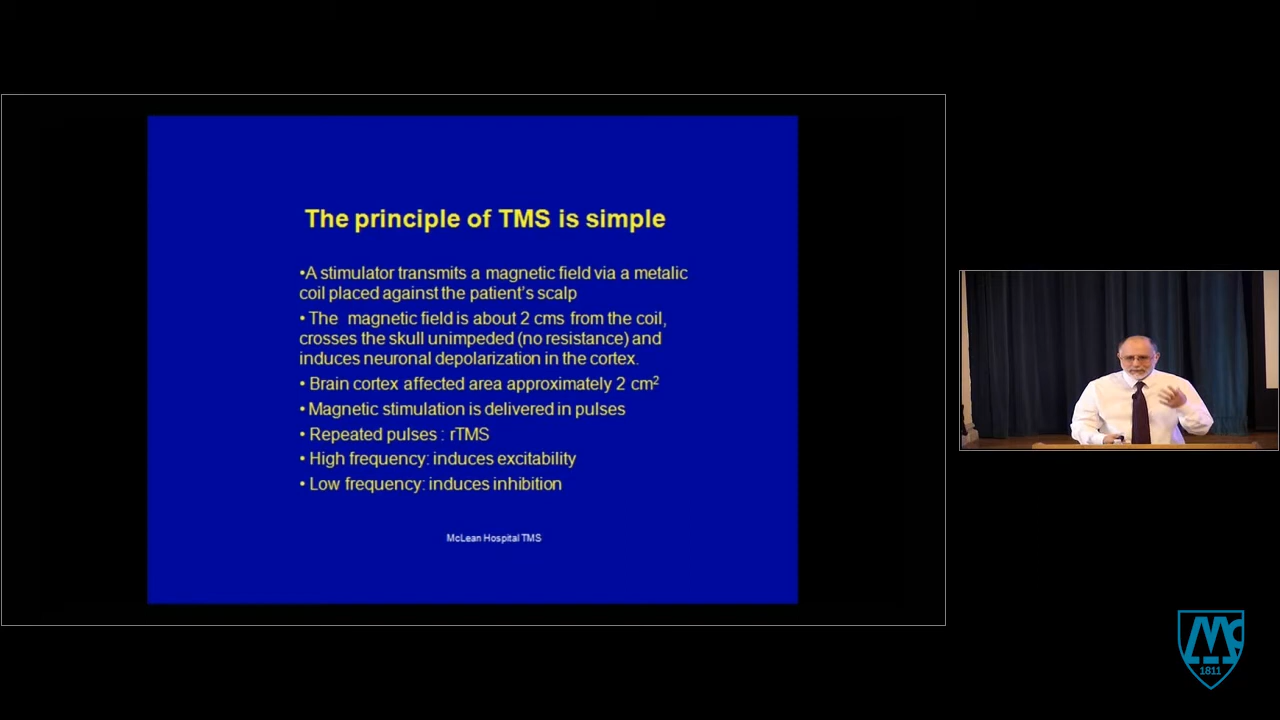 The principle of TMS is simple
•A stimulator transmits a magnetic field via a metalic
coil placed against the patient's scalp
• The magnetic field is about 2 cms from the coil,
crosses the skull unimpeded (no resistance) and
induces neuronal depolarization in the cortex.
• Brain cortex affected area approximately 2 cm²
• Magnetic stimulation is delivered in pulses
• Repeated pulses : rTMS
• High frequency: induces excitability
• Low frequency: induces inhibition
McLean Hospital TMS
Mc
1811